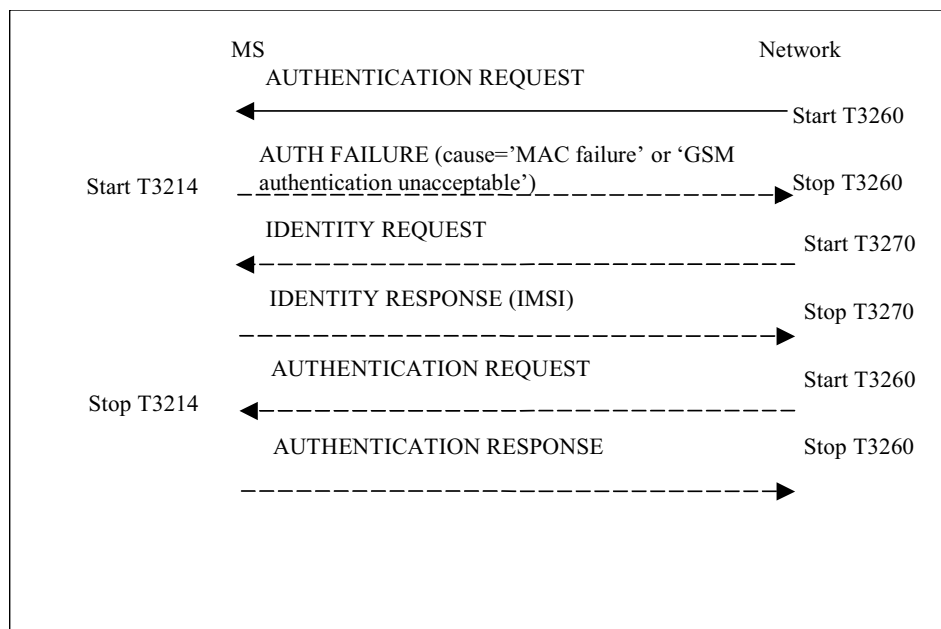 MS Network
AUTHENTICATION REQUEST
Start T3260
AUTH FAILURE (cause=’MAC failure’ or ‘GSM
authentication unacceptable’)
Start T3214
Stop T3260
IDENTITY REQUEST
Start T3270
IDENTITY RESPONSE (IMSI)
Stop T3270
AUTHENTICATION REQUEST
Start T3260
Stop T3214
AUTHENTICATION RESPONSE
Stop T3260